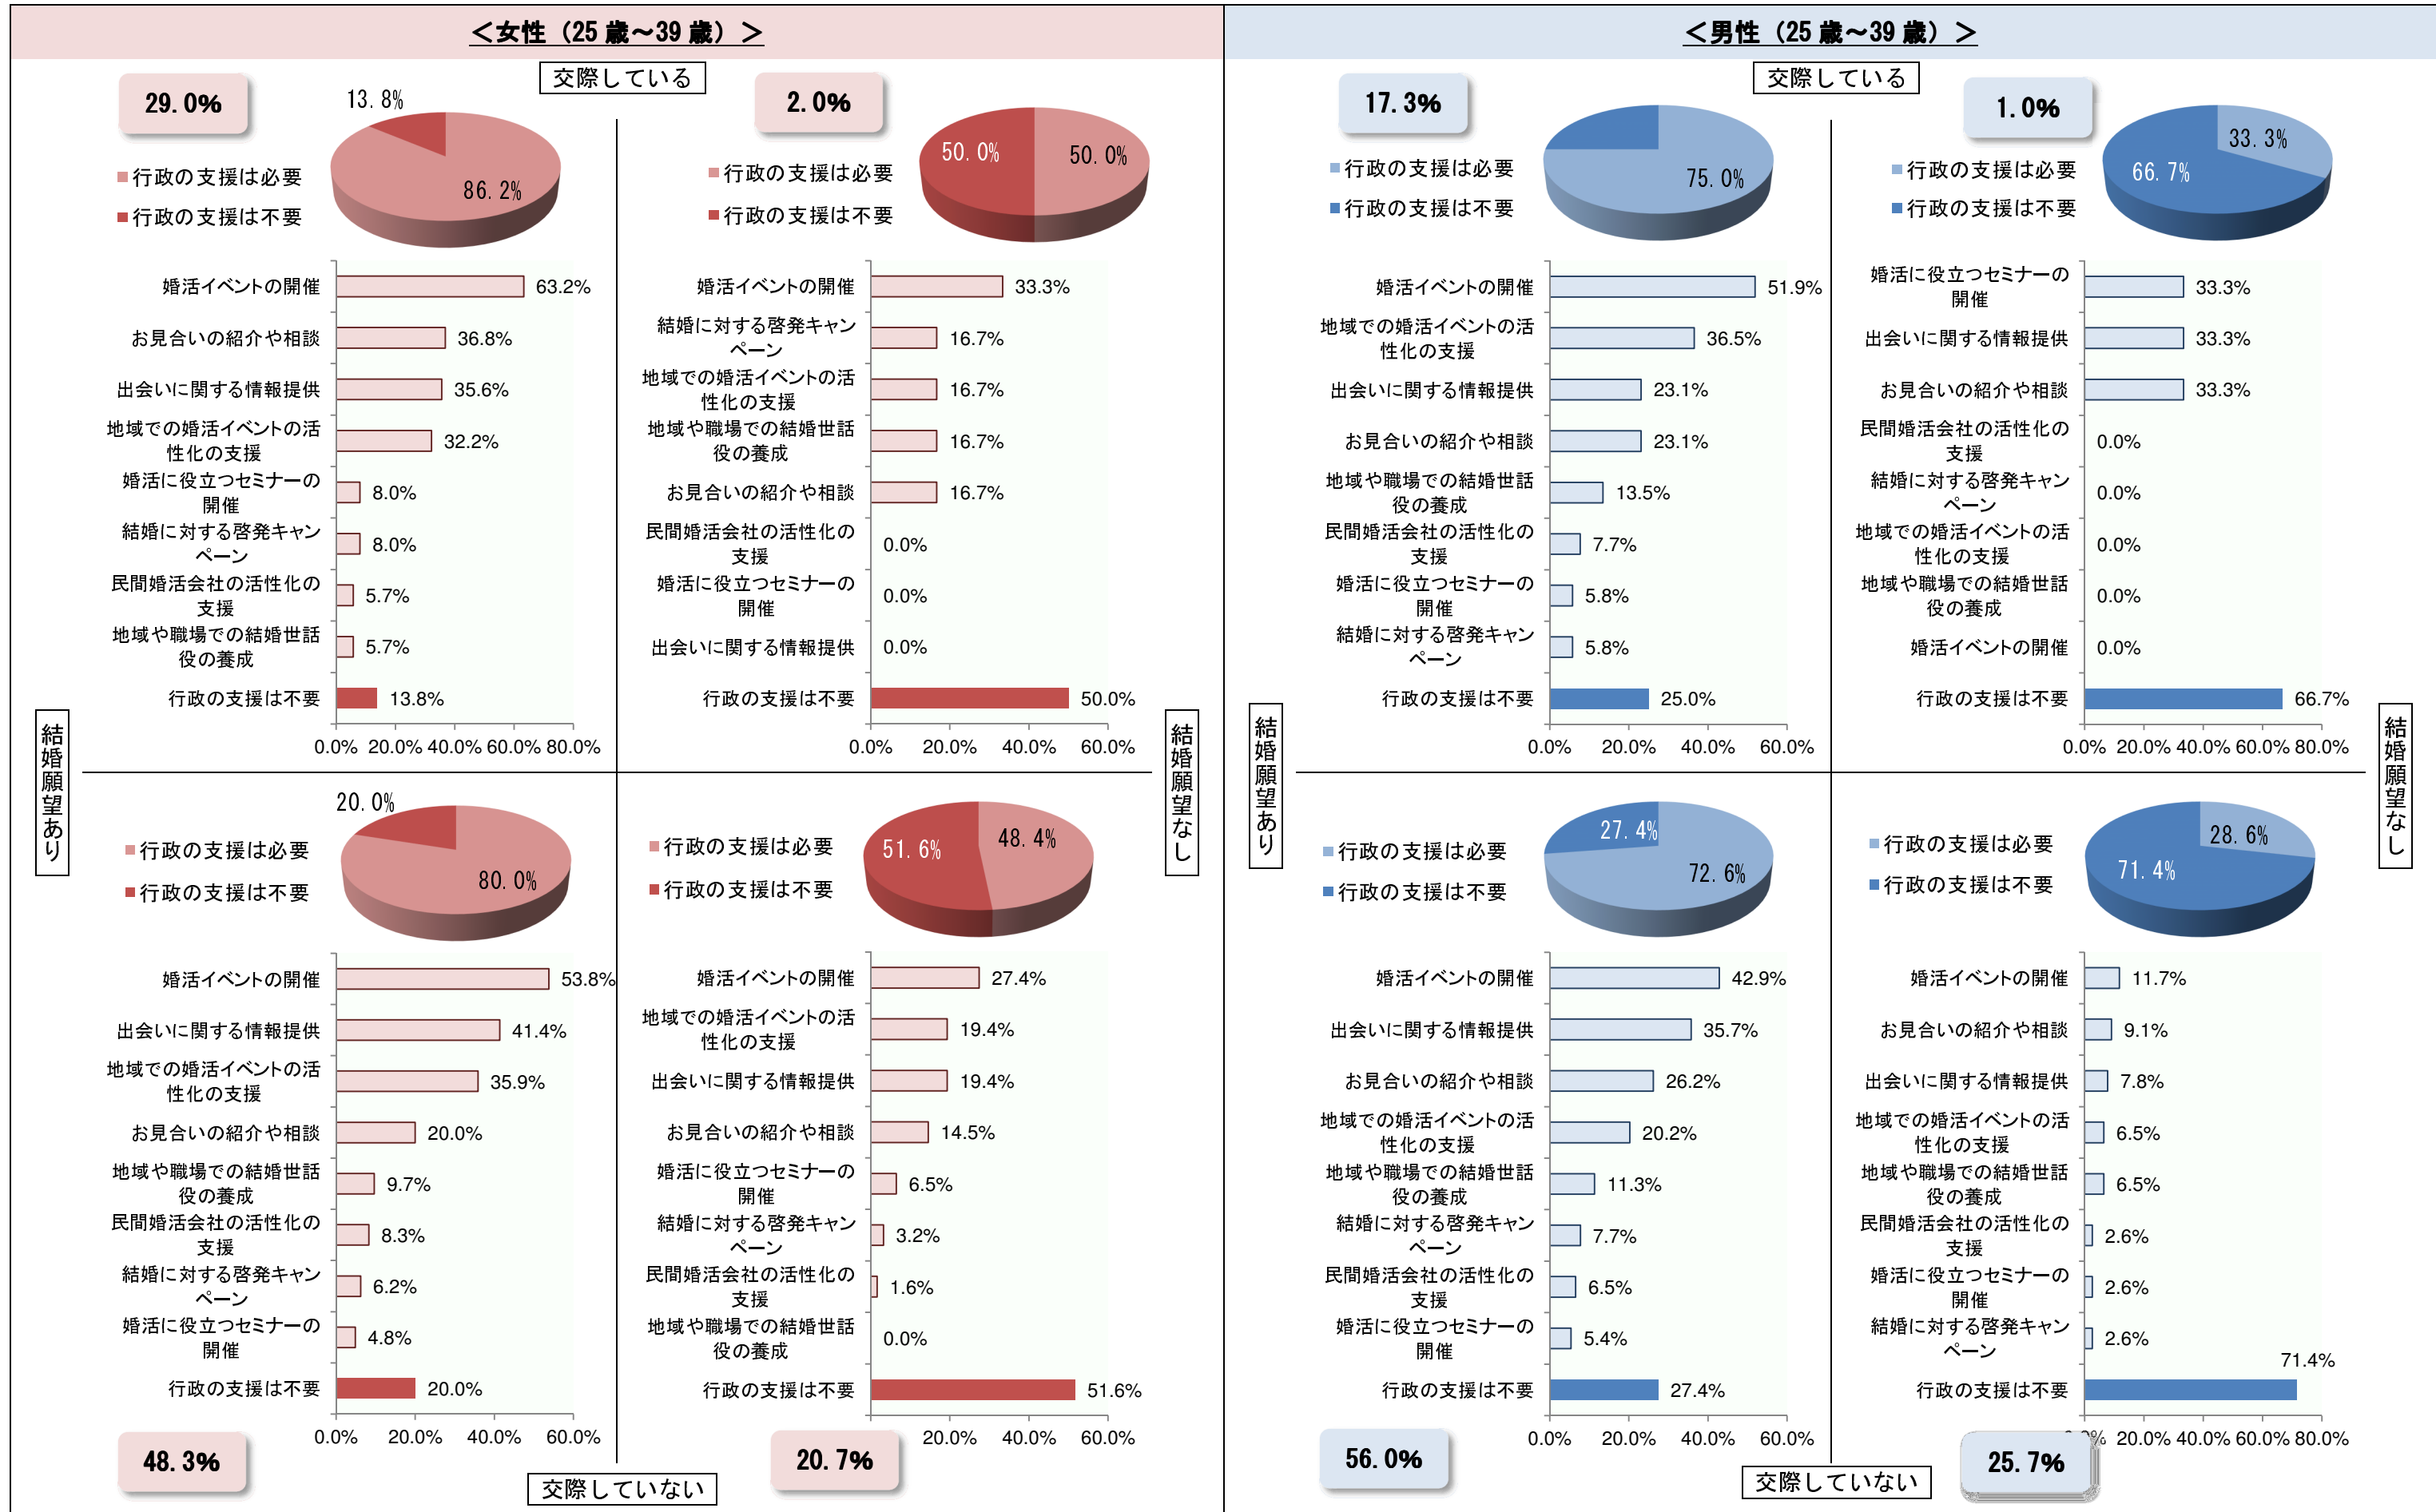 ＜女性（25 歳～39 歳）＞
交際している
29.0%
13.8%
86.2%
行政の支援は必要
行政の支援は不要
婚活イベントの開催
63.2%
お見合いの紹介や相談
36.8%
出会いに関する情報提供
35.6%
地域での婚活イベントの活
性化の支援
32.2%
婚活に役立つセミナーの
開催
8.0%
結婚に対する啓発キャン
ペーン
8.0%
民間婚活会社の活性化の
支援
5.7%
地域や職場での結婚世話
役の養成
5.7%
行政の支援は不要
13.8%
0.0% 20.0% 40.0% 60.0% 80.0%
2.0%
50.0%
50.0%
行政の支援は必要
行政の支援は不要
婚活イベントの開催
33.3%
結婚に対する啓発キャン
ペーン
16.7%
地域での婚活イベントの活
性化の支援
16.7%
地域や職場での結婚世話
役の養成
16.7%
お見合いの紹介や相談
16.7%
民間婚活会社の活性化の
支援
0.0%
婚活に役立つセミナーの
開催
0.0%
出会いに関する情報提供
0.0%
行政の支援は不要
50.0%
0.0% 20.0% 40.0% 60.0%
結婚願望あり
結婚願望なし
20.0%
80.0%
行政の支援は必要
行政の支援は不要
婚活イベントの開催
53.8%
出会いに関する情報提供
41.4%
地域での婚活イベントの活
性化の支援
35.9%
お見合いの紹介や相談
20.0%
地域や職場での結婚世話
役の養成
9.7%
民間婚活会社の活性化の
支援
8.3%
結婚に対する啓発キャン
ペーン
6.2%
婚活に役立つセミナーの
開催
4.8%
行政の支援は不要
20.0%
0.0% 20.0% 40.0% 60.0%
48.3%
51.6%
48.4%
行政の支援は必要
行政の支援は不要
婚活イベントの開催
27.4%
地域での婚活イベントの活
性化の支援
19.4%
出会いに関する情報提供
19.4%
お見合いの紹介や相談
14.5%
婚活に役立つセミナーの
開催
6.5%
結婚に対する啓発キャン
ペーン
3.2%
民間婚活会社の活性化の
支援
1.6%
地域や職場での結婚世話
役の養成
0.0%
行政の支援は不要
51.6%
20.0% 40.0% 60.0%
20.7%
交際していない
＜男性（25 歳～39 歳）＞
交際している
17.3%
75.0%
行政の支援は必要
行政の支援は不要
婚活イベントの開催
51.9%
地域での婚活イベントの活
性化の支援
36.5%
出会いに関する情報提供
23.1%
お見合いの紹介や相談
23.1%
地域や職場での結婚世話
役の養成
13.5%
民間婚活会社の活性化の
支援
7.7%
婚活に役立つセミナーの
開催
5.8%
結婚に対する啓発キャン
ペーン
5.8%
行政の支援は不要
25.0%
0.0% 20.0% 40.0% 60.0%
1.0%
33.3%
66.7%
行政の支援は必要
行政の支援は不要
婚活に役立つセミナーの
開催
33.3%
出会いに関する情報提供
33.3%
お見合いの紹介や相談
33.3%
民間婚活会社の活性化の
支援
0.0%
結婚に対する啓発キャン
ペーン
0.0%
地域での婚活イベントの活
性化の支援
0.0%
地域や職場での結婚世話
役の養成
0.0%
婚活イベントの開催
0.0%
行政の支援は不要
66.7%
0.0% 20.0% 40.0% 60.0% 80.0%
結婚願望あり
結婚願望なし
27.4%
72.6%
行政の支援は必要
行政の支援は不要
婚活イベントの開催
42.9%
出会いに関する情報提供
35.7%
お見合いの紹介や相談
26.2%
地域での婚活イベントの活
性化の支援
20.2%
地域や職場での結婚世話
役の養成
11.3%
結婚に対する啓発キャン
ペーン
7.7%
民間婚活会社の活性化の
支援
6.5%
婚活に役立つセミナーの
開催
5.4%
行政の支援は不要
27.4%
0.0% 20.0% 40.0% 60.0%
56.0%
28.6%
71.4%
行政の支援は必要
行政の支援は不要
婚活イベントの開催
11.7%
お見合いの紹介や相談
9.1%
出会いに関する情報提供
7.8%
地域での婚活イベントの活
性化の支援
6.5%
地域や職場での結婚世話
役の養成
6.5%
民間婚活会社の活性化の
支援
2.6%
婚活に役立つセミナーの
開催
2.6%
結婚に対する啓発キャン
ペーン
2.6%
71.4%
行政の支援は不要
20.0% 40.0% 60.0% 80.0%
25.7%
交際していない